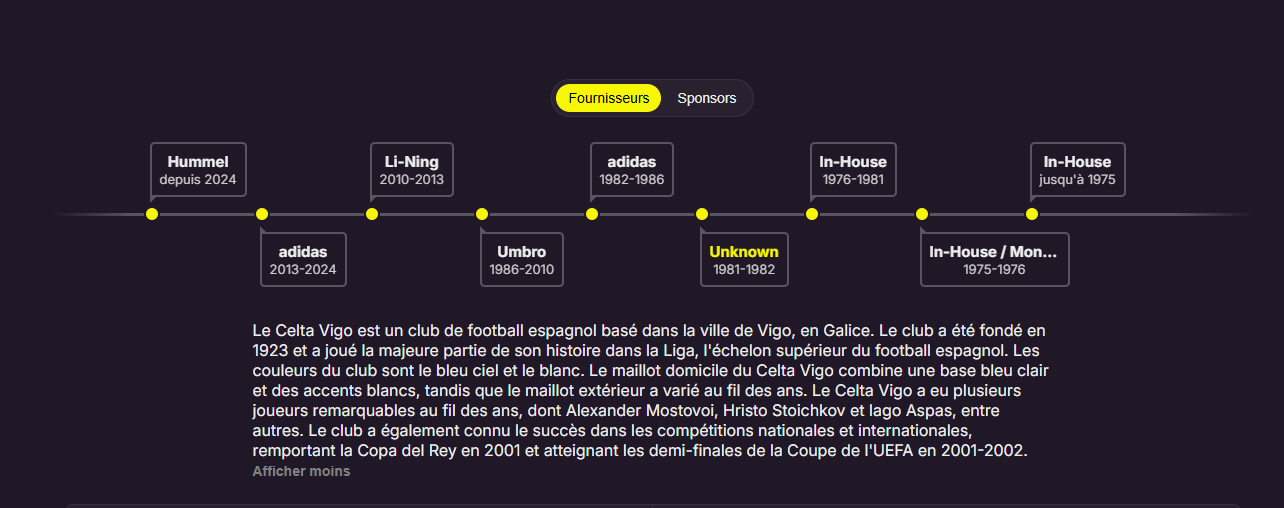 Fournisseurs Sponsors
Hummel
depuis 2024
Li-Ning
2010-2013
adidas
1982-1986
In-House
1976-1981
In-House
jusqu'à 1975
adidas
2013-2024
Umbro
1986-2010
Unknown
1981-1982
In-House / Mon...
1975-1976
Le Celta Vigo est un club de football espagnol basé dans la ville de Vigo, en Galice. Le club a été fondé en
1923 et a joué la majeure partie de son histoire dans la Liga, l'échelon supérieur du football espagnol. Les
couleurs du club sont le bleu ciel et le blanc. Le maillot domicile du Celta Vigo combine une base bleu clair
et des accents blancs, tandis que le maillot extérieur a varié au fil des ans. Le Celta Vigo a eu plusieurs
joueurs remarquables au fil des ans, dont Alexander Mostovoi, Hristo Stoichkov et Iago Aspas, entre
autres. Le club a également connu le succès dans les compétitions nationales et internationales,
remportant la Copa del Rey en 2001 et atteignant les demi-finales de la Coupe de l'UEFA en 2001-2002.
Afficher moins